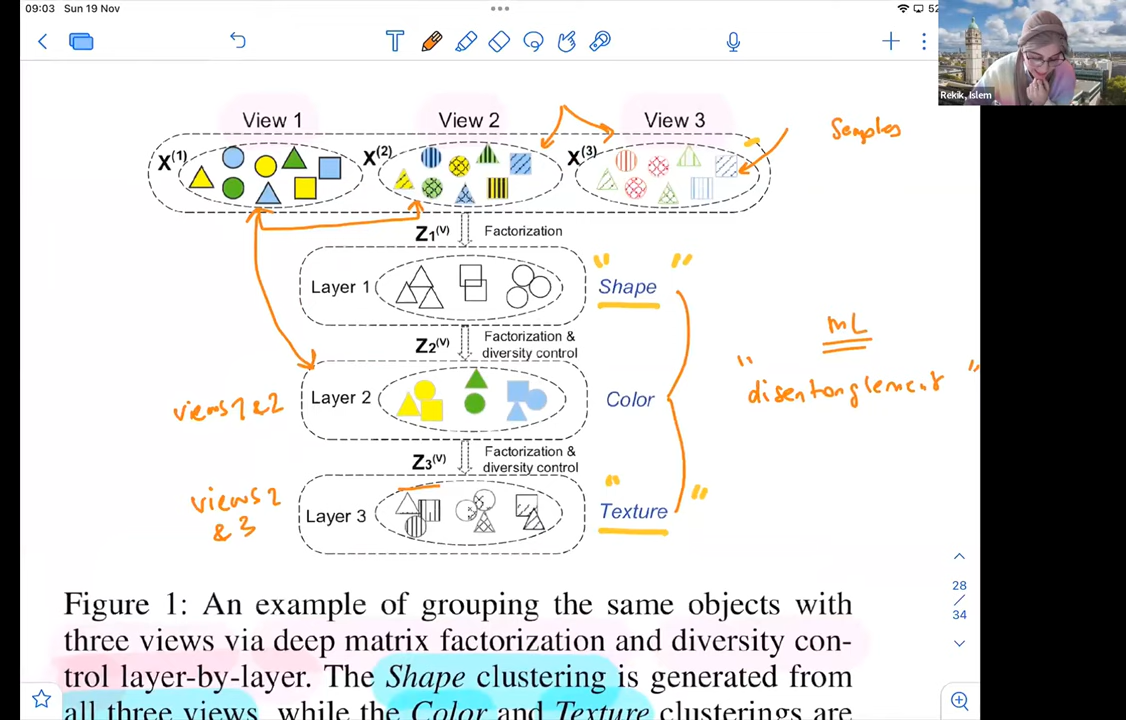 09:03 Sun 19 Nov
52
Rekik, Islem
View 1
View 2
View 3
Samples
X(1)
X(2)
X(3)
Z1(V)
Factorization
Layer 1
"Shape"
Z2(V)
Factorization &
diversity control
mL
"disentanglement"
views 1 & 2
Layer 2
Color
Z3(V)
Factorization &
diversity control
views 2
& 3
Layer 3
"Texture"
28
/
34
Figure 1: An example of grouping the same objects with
three views via deep matrix factorization and diversity con-
trol layer-by-layer. The Shape clustering is generated from
all three views, while the Color and Texture clusterings are